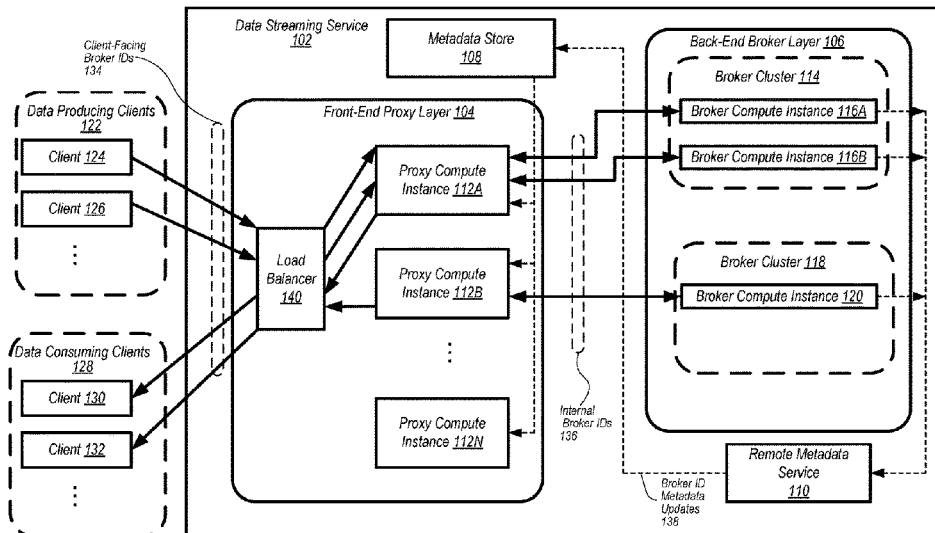 Data Streaming Service
102
Client-Facing
Broker IDs
134
Metadata Store
108
Back-End Broker Layer 106
Broker Cluster 114
Broker Compute Instance 116A
Broker Compute Instance 116B
Broker Cluster 118
Broker Compute Instance 120
Data Producing Clients
122
Client 124
Client 126
Data Consuming Clients
128
Client 130
Client 132
Front-End Proxy Layer 104
Load
Balancer
140
Proxy Compute
Instance 112A
Proxy Compute
Instance 112B
Proxy Compute
Instance 112N
Internal
Broker IDs
136
Broker ID
Metadata
Updates
138
Remote Metadata
Service
110